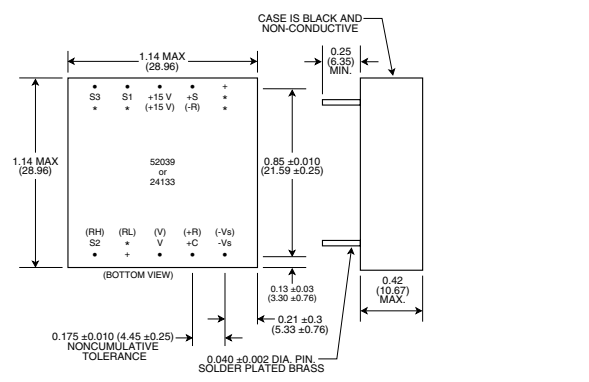 CASE IS BLACK AND
NON-CONDUCTIVE
1.14 MAX
(28.96)
0.25
(6.35)
MIN.
• • • • +
S3 S1 +15 V +S *
* * (+15 V) (-R) *
1.14 MAX
(28.96)
52039
or
24133
0.85 ±0.010
(21.59 ±0.25)
(RH) (RL) (V) (+R) (-Vs)
S2 * V +C -Vs
• + • • •
(BOTTOM VIEW)
0.13 ±0.03
(3.30 ±0.76)
0.42
(10.67)
MAX.
0.21 ±0.3
(5.33 ±0.76)
0.175 ±0.010 (4.45 ±0.25)
NONCUMULATIVE
TOLERANCE
0.040 ±0.002 DIA. PIN.
SOLDER PLATED BRASS